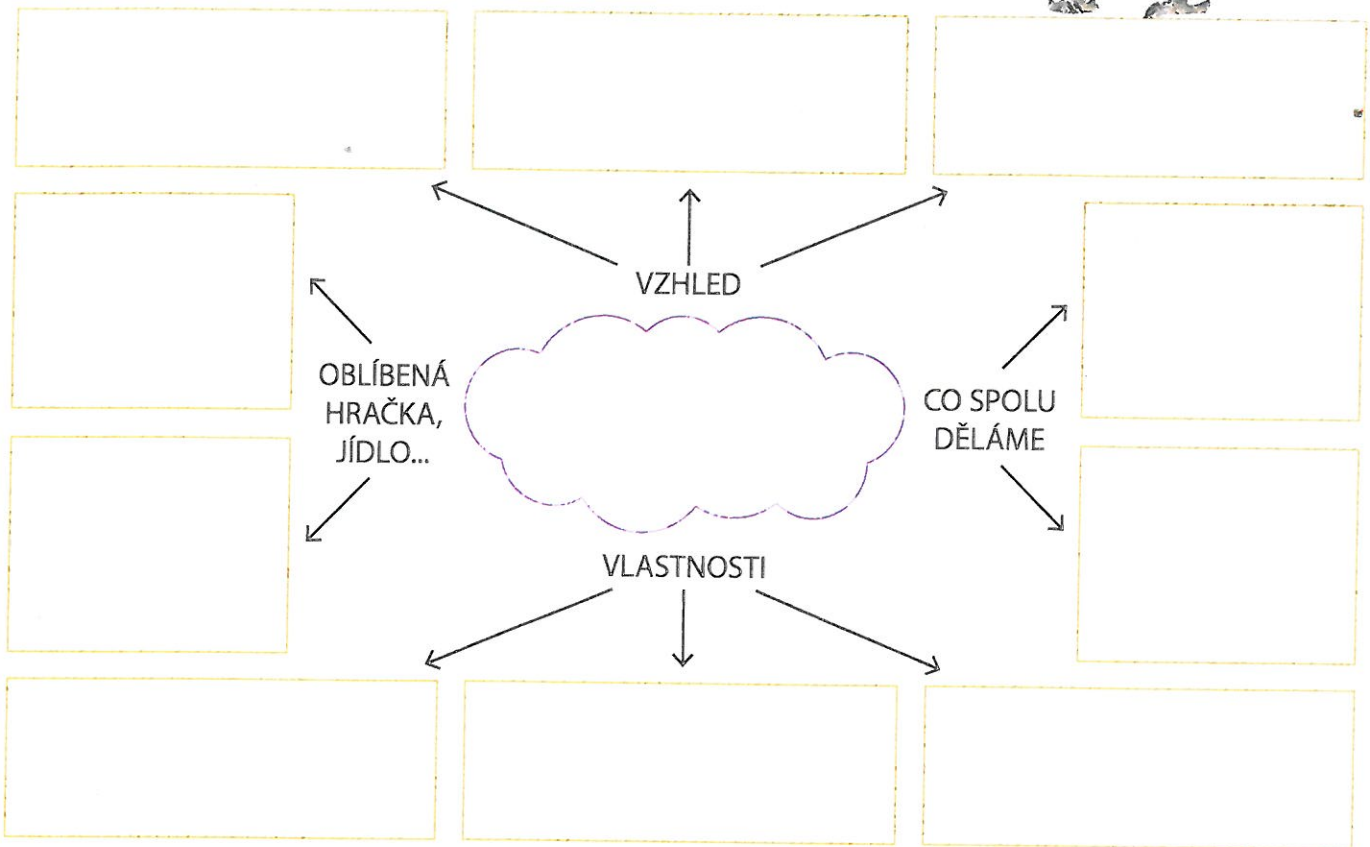 VZHLED
OBLÍBENÁ
HRAČKA,
JÍDLO...
CO SPOLU
DĚLÁME
VLASTNOSTI